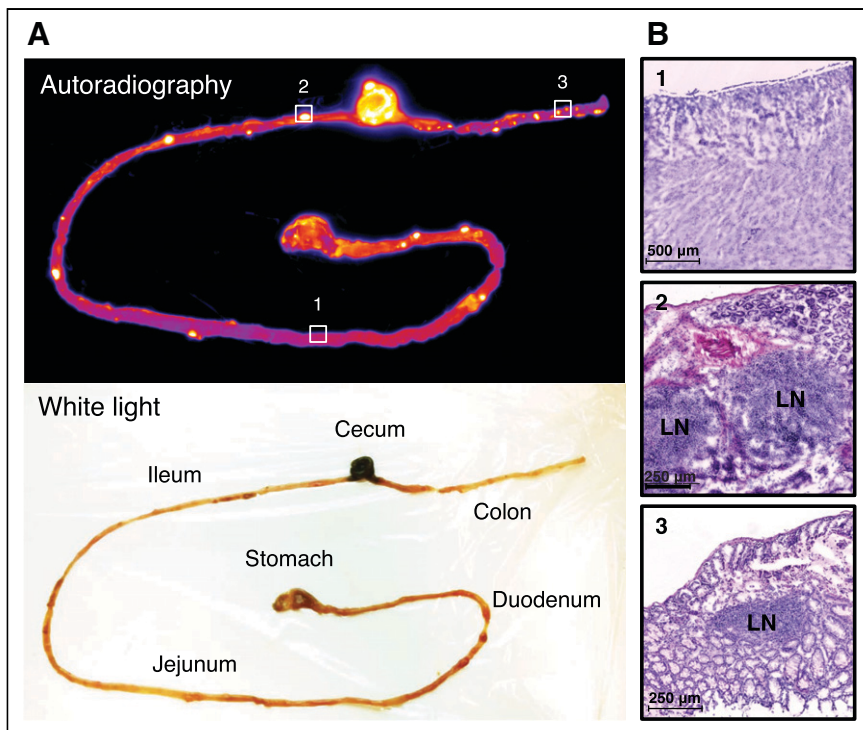 A
B
Autoradiography
2
3
1
White light
Cecum
Ileum
Colon
Stomach
Duodenum
Jejunum
1
500 µm
2
LN
LN
250 µm
3
LN
250 µm